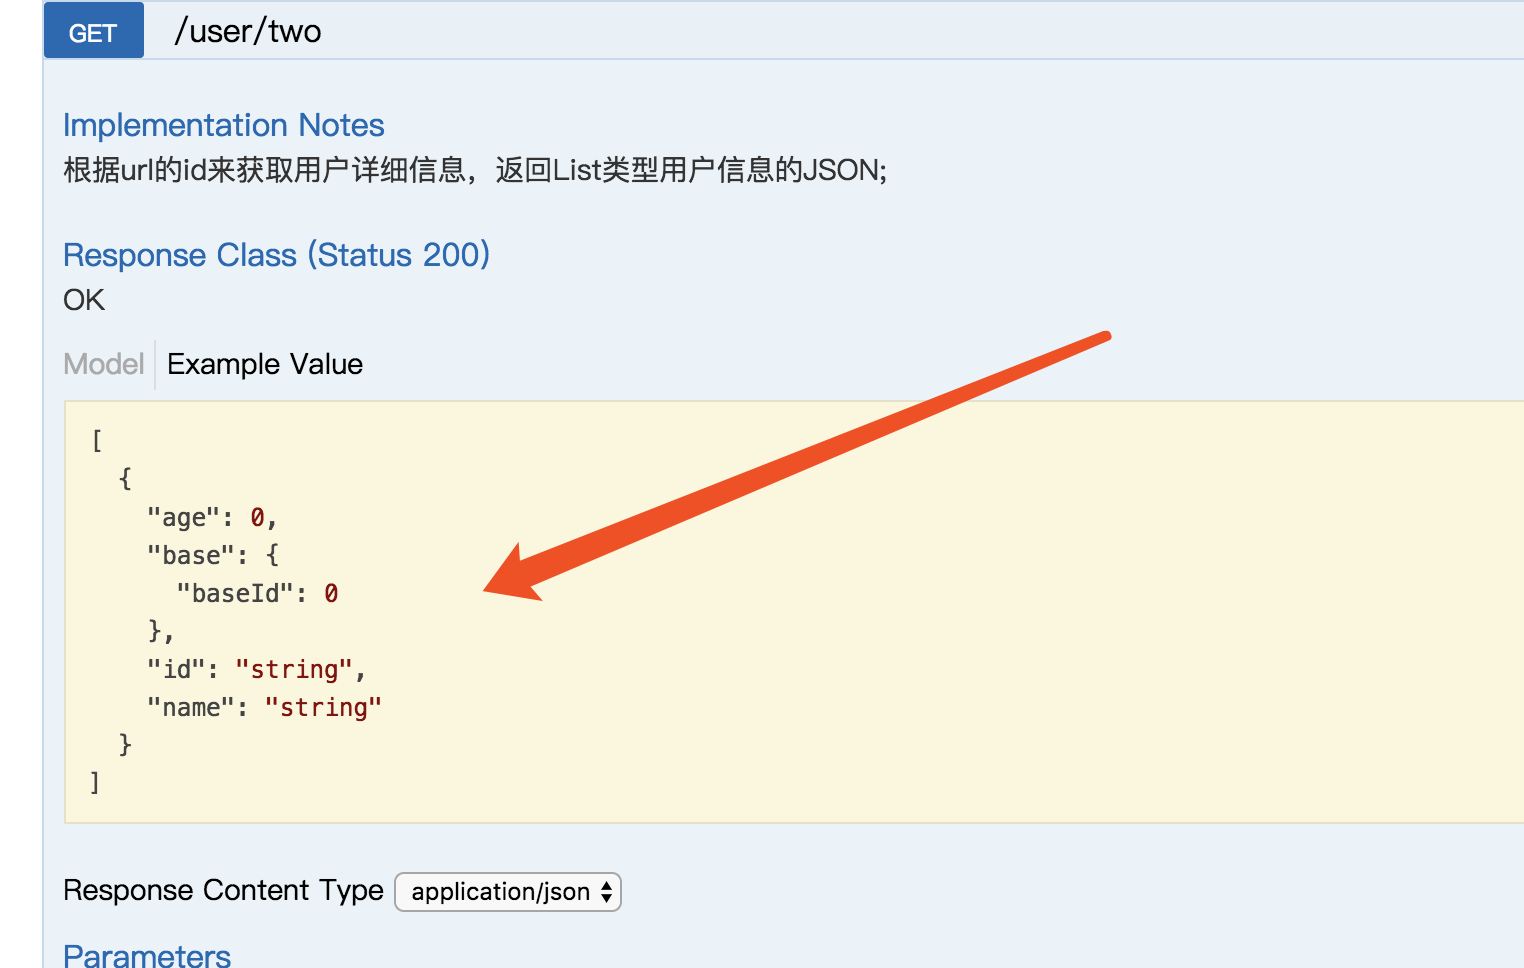 GET /user/two
Implementation Notes
根据url的id来获取用户详细信息，返回List类型用户信息的JSON;
Response Class (Status 200)
OK
Model Example Value
[
  {
    "age": 0,
    "base": {
      "baseId": 0
    },
    "id": "string",
    "name": "string"
  }
]
Response Content Type application/json
Parameters